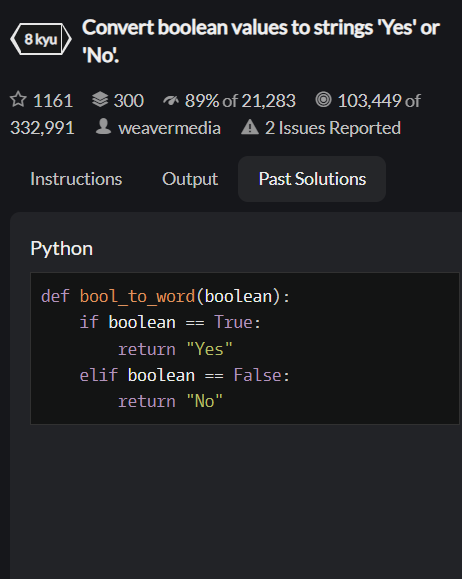 8 kyu
Convert boolean values to strings 'Yes' or
'No'.
1161 300 89% of 21,283 103,449 of
332,991 weavermedia 2 Issues Reported
Instructions Output Past Solutions
Python
def bool_to_word(boolean):
    if boolean == True:
        return "Yes"
    elif boolean == False:
        return "No"